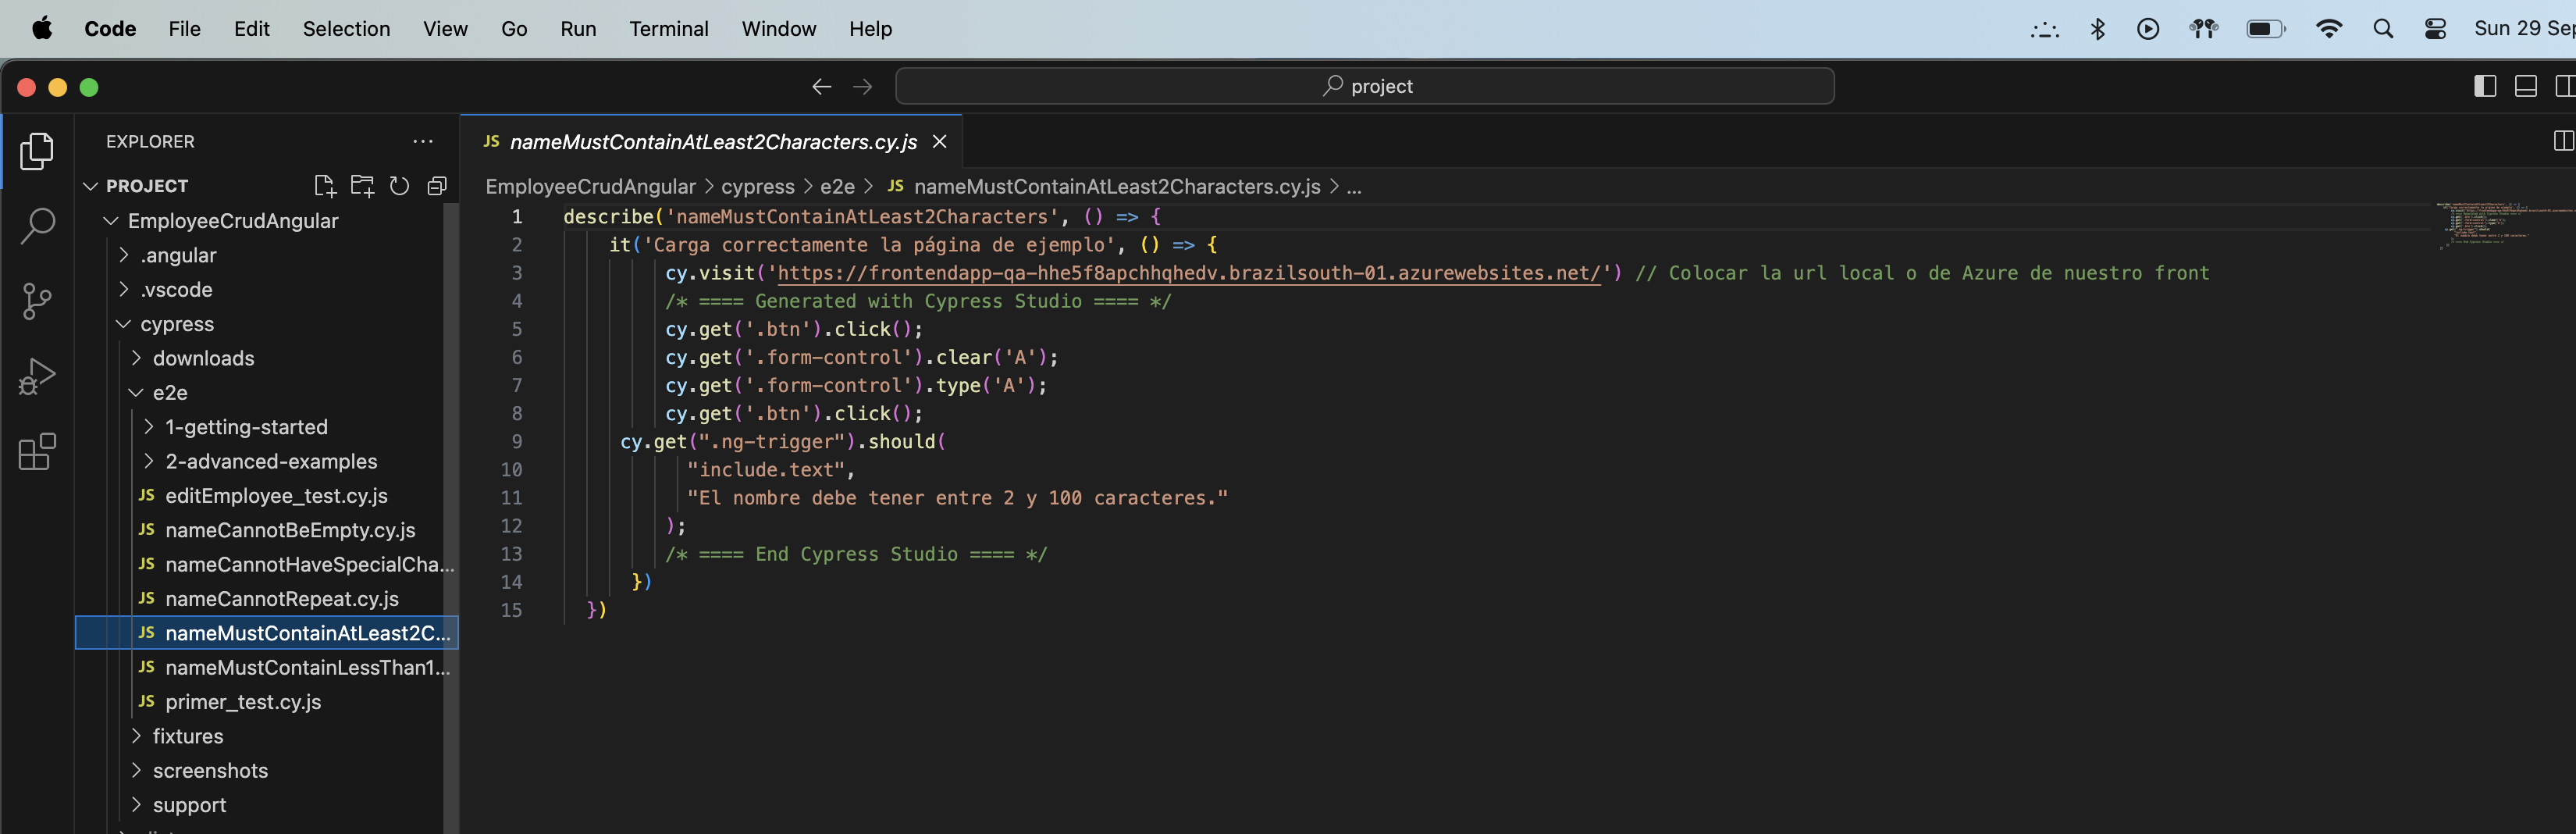 Code File Edit Selection View Go Run Terminal Window Help
Sun 29 Sep
project
EXPLORER
PROJECT
EmployeeCrudAngular
.angular
.vscode
cypress
downloads
e2e
1-getting-started
2-advanced-examples
JS editEmployee_test.cy.js
JS nameCannotBeEmpty.cy.js
JS nameCannotHaveSpecialCha...
JS nameCannotRepeat.cy.js
JS nameMustContainAtLeast2C...
JS nameMustContainLessThan1...
JS primer_test.cy.js
fixtures
screenshots
support
JS nameMustContainAtLeast2Characters.cy.js
EmployeeCrudAngular > cypress > e2e > JS nameMustContainAtLeast2Characters.cy.js > ...
1 describe('nameMustContainAtLeast2Characters', () => {
2 it('Carga correctamente la página de ejemplo', () => {
3 cy.visit('https://frontendapp-qa-hhe5f8apchhqhedv.brazilsouth-01.azurewebsites.net/') // Colocar la url local o de Azure de nuestro front
4 /* ==== Generated with Cypress Studio ==== */
5 cy.get('.btn').click();
6 cy.get('.form-control').clear('A');
7 cy.get('.form-control').type('A');
8 cy.get('.btn').click();
9 cy.get(".ng-trigger").should(
10 "include.text",
11 "El nombre debe tener entre 2 y 100 caracteres."
12 );
13 /* ==== End Cypress Studio ==== */
14 })
15 })